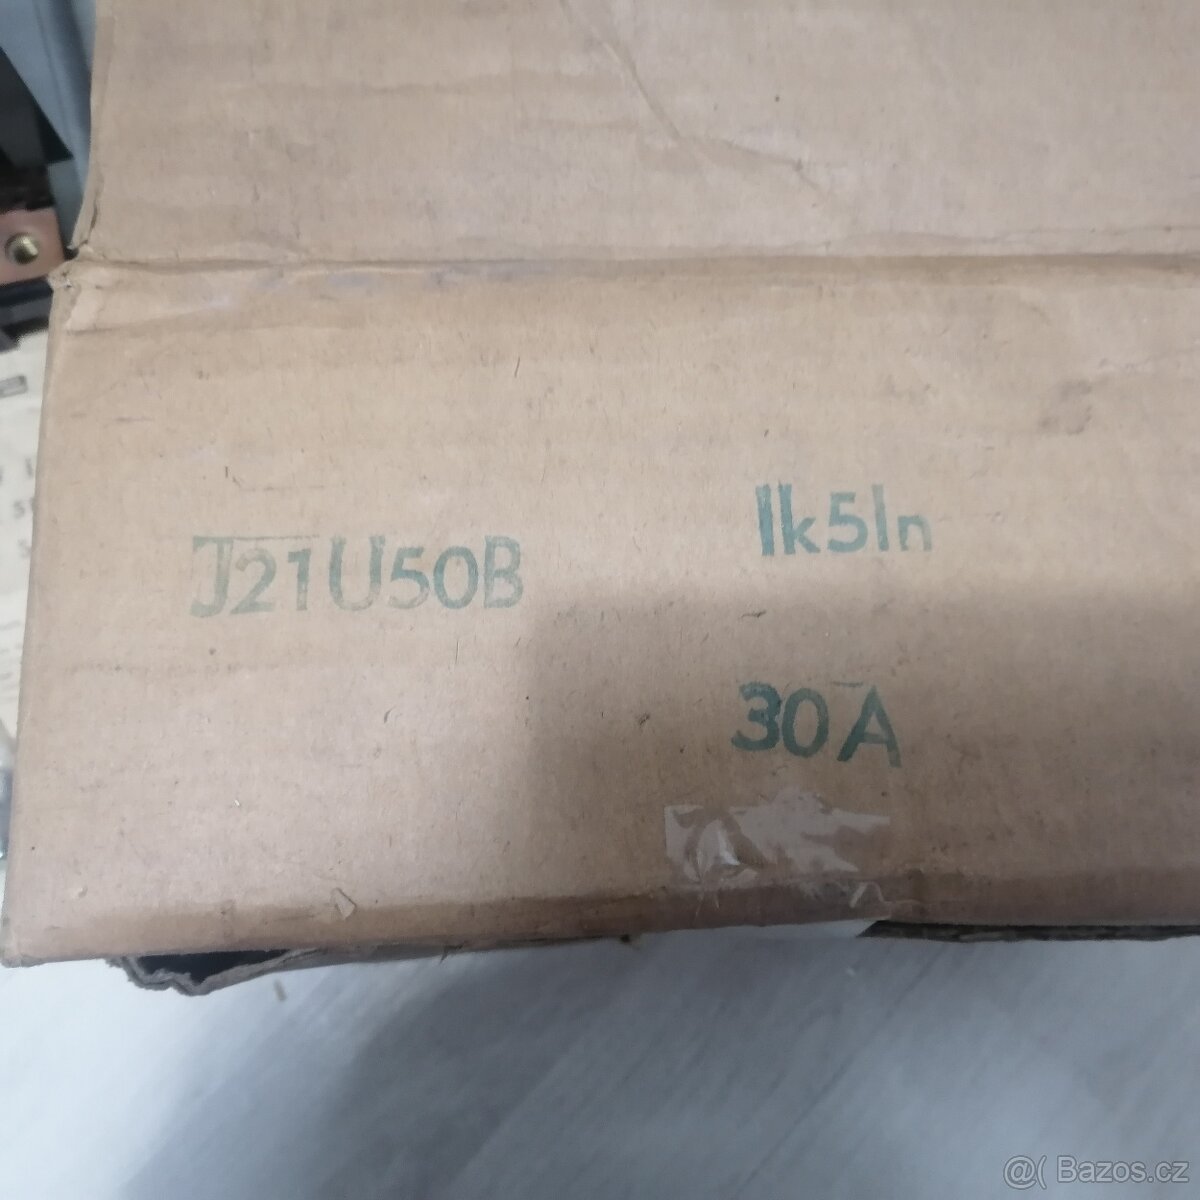 J21U50B
Ik5In
30A
@( Bazos.cz